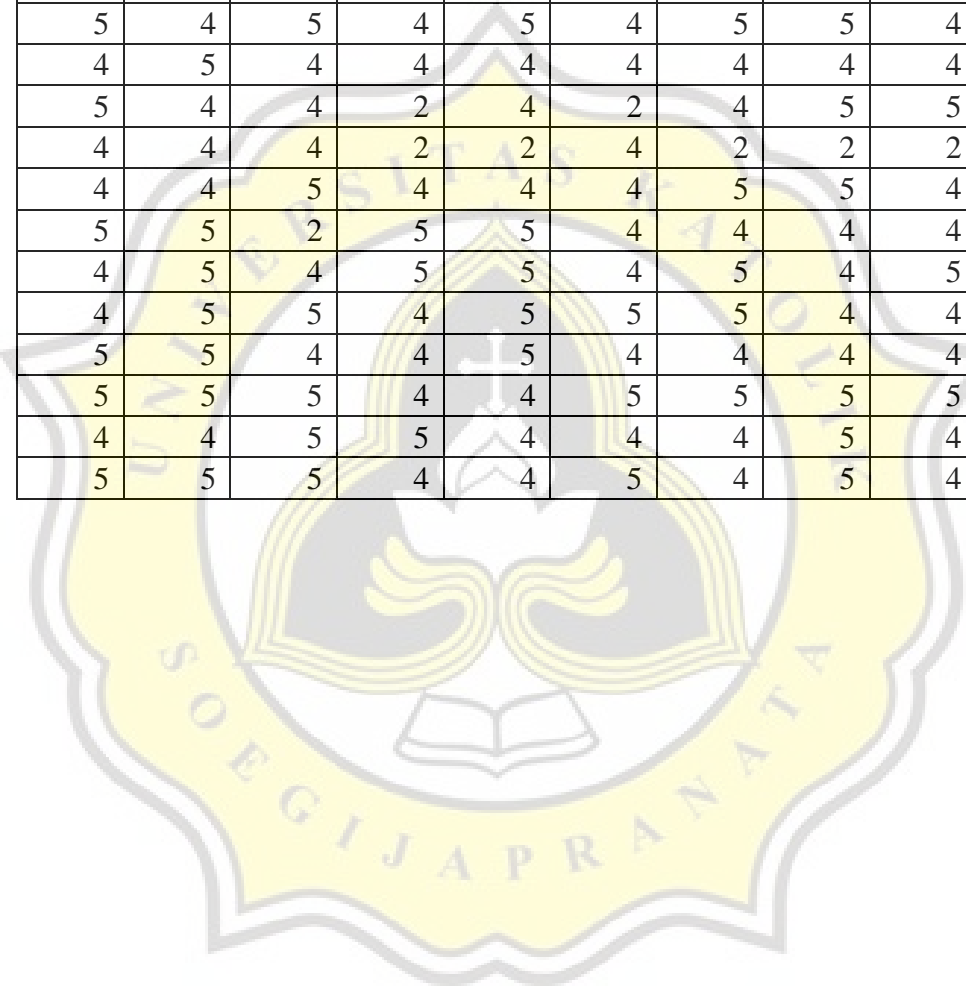 5 4 5 4 5 4 5 5 4
4 5 4 4 4 4 4 4 4
5 4 4 2 4 2 4 5 5
4 4 4 2 2 4 2 2 2
4 4 5 4 4 4 5 5 4
5 5 2 5 5 4 4 4 4
4 5 4 5 5 4 5 4 5
4 5 5 4 5 5 5 4 4
5 5 4 4 5 4 4 4 4
5 5 5 4 4 5 5 5 5
4 4 5 5 4 4 4 5 4
5 5 5 4 4 5 4 5 4
UNIVERSITAS KATOLIK
SOEGIJAPRANATA